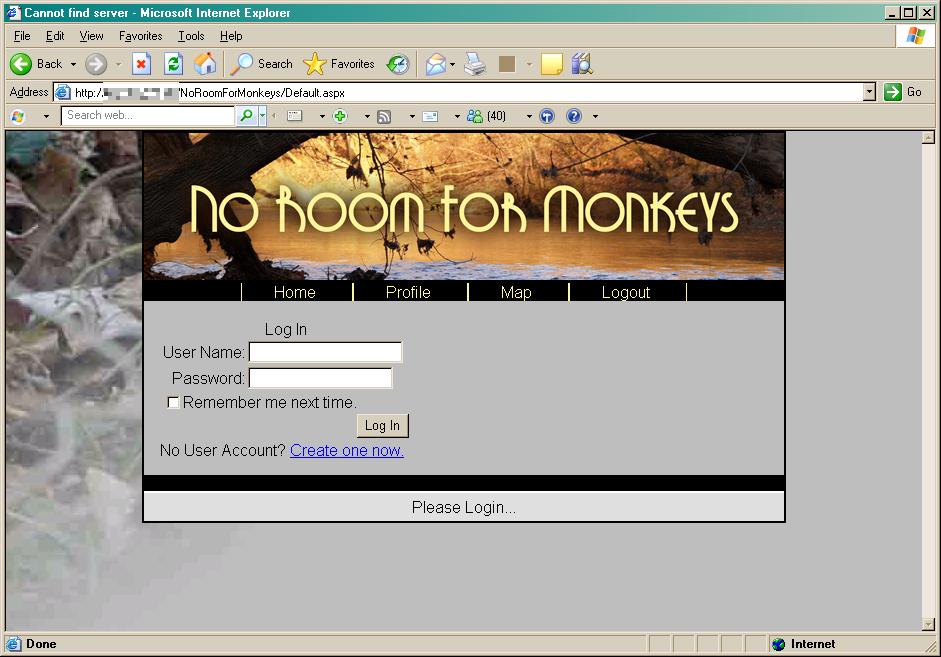 Cannot find server - Microsoft Internet Explorer
File Edit View Favorites Tools Help
Back Search Favorites
Address http:/ /NoRoomForMonkeys/Default.aspx Go
Search web... (40)
No Room for Monkeys
Home Profile Map Logout
Log In
User Name:
Password:
Remember me next time.
Log In
No User Account? Create one now.
Please Login...
Done Internet